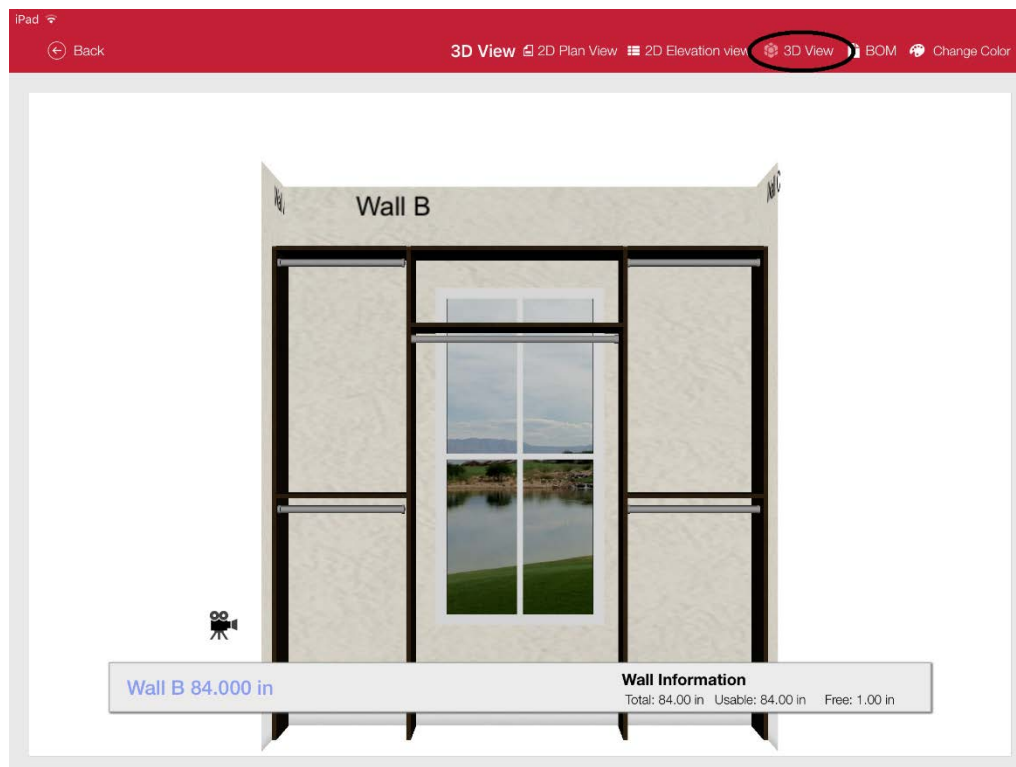 iPad
Back 3D View 2D Plan View 2D Elevation view 3D View BOM Change Color
Wall B
Wall B 84.000 in
Wall Information
Total: 84.00 in Usable: 84.00 in Free: 1.00 in